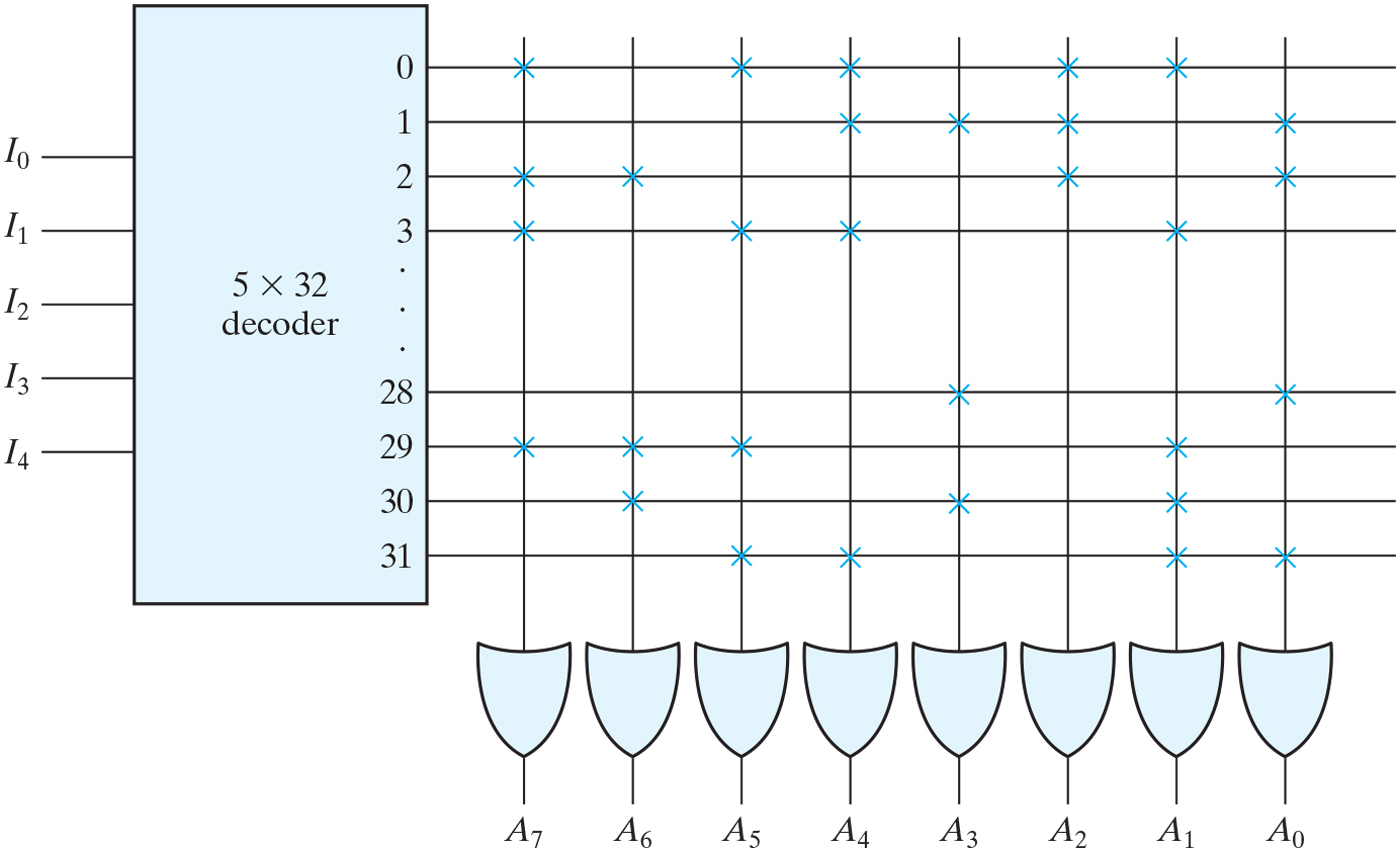 0
1
I₀
2
I₁
3
.
5 × 32
I₂
.
decoder
.
I₃
28
29
I₄
30
31
A₇ A₆ A₅ A₄ A₃ A₂ A₁ A₀